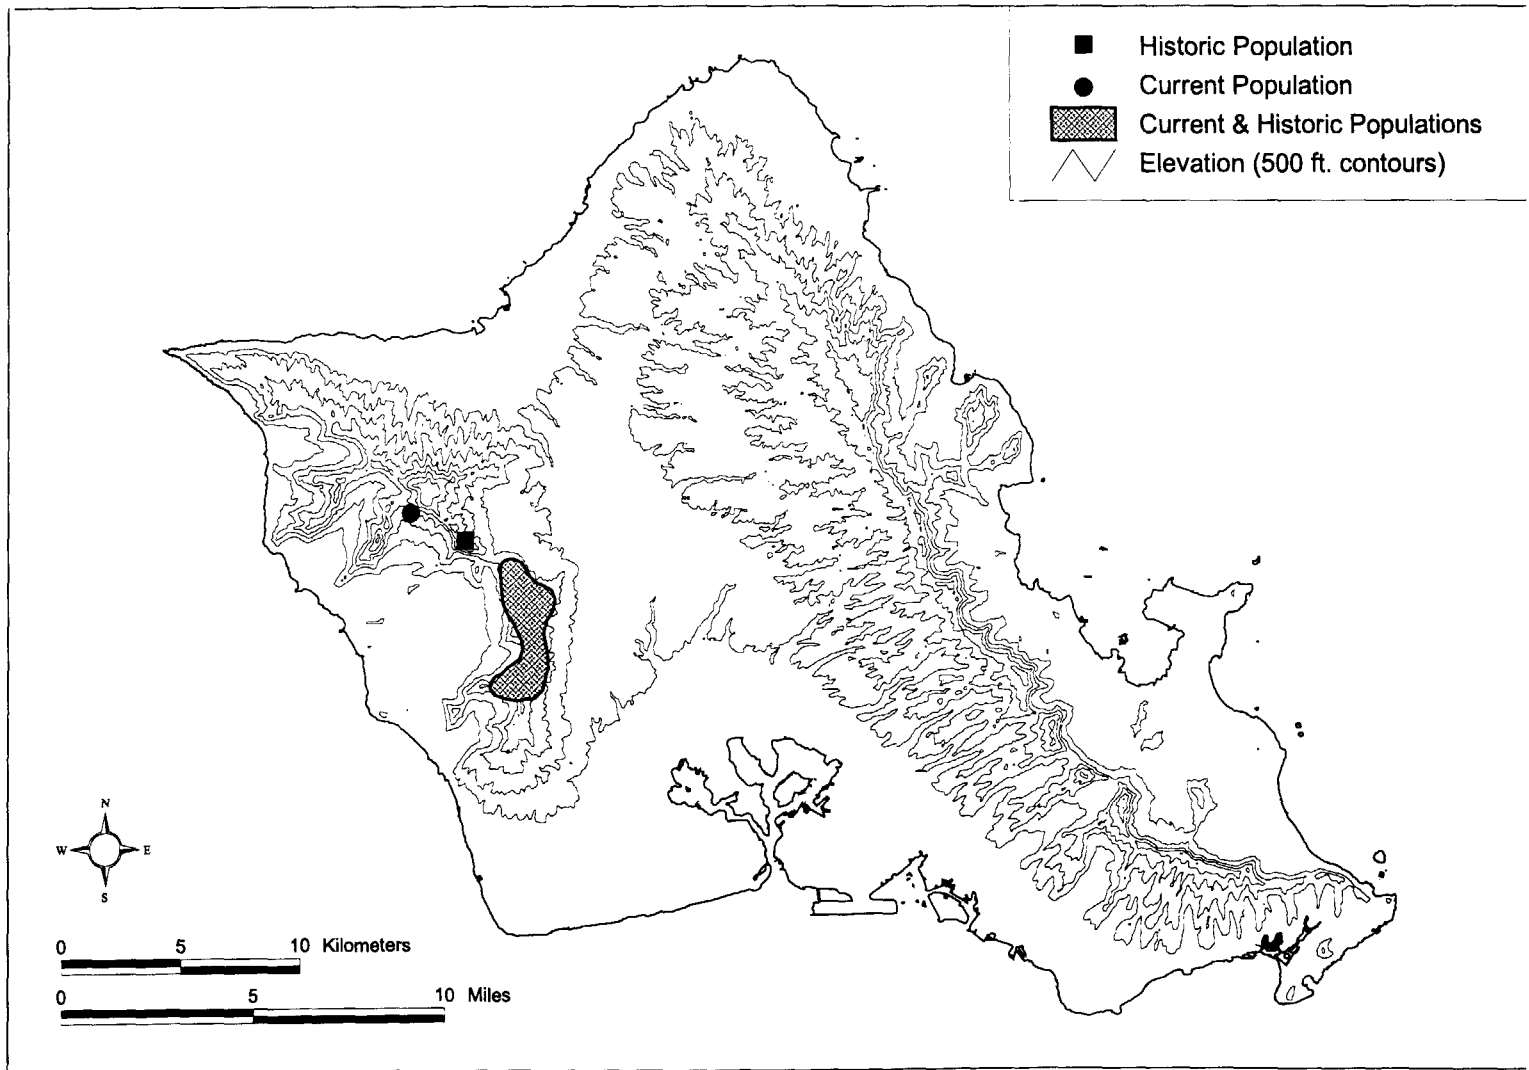 Historic Population
Current Population
Current & Historic Populations
Elevation (500 ft. contours)
N
W E
S
0 5 10 Kilometers
0 5 10 Miles